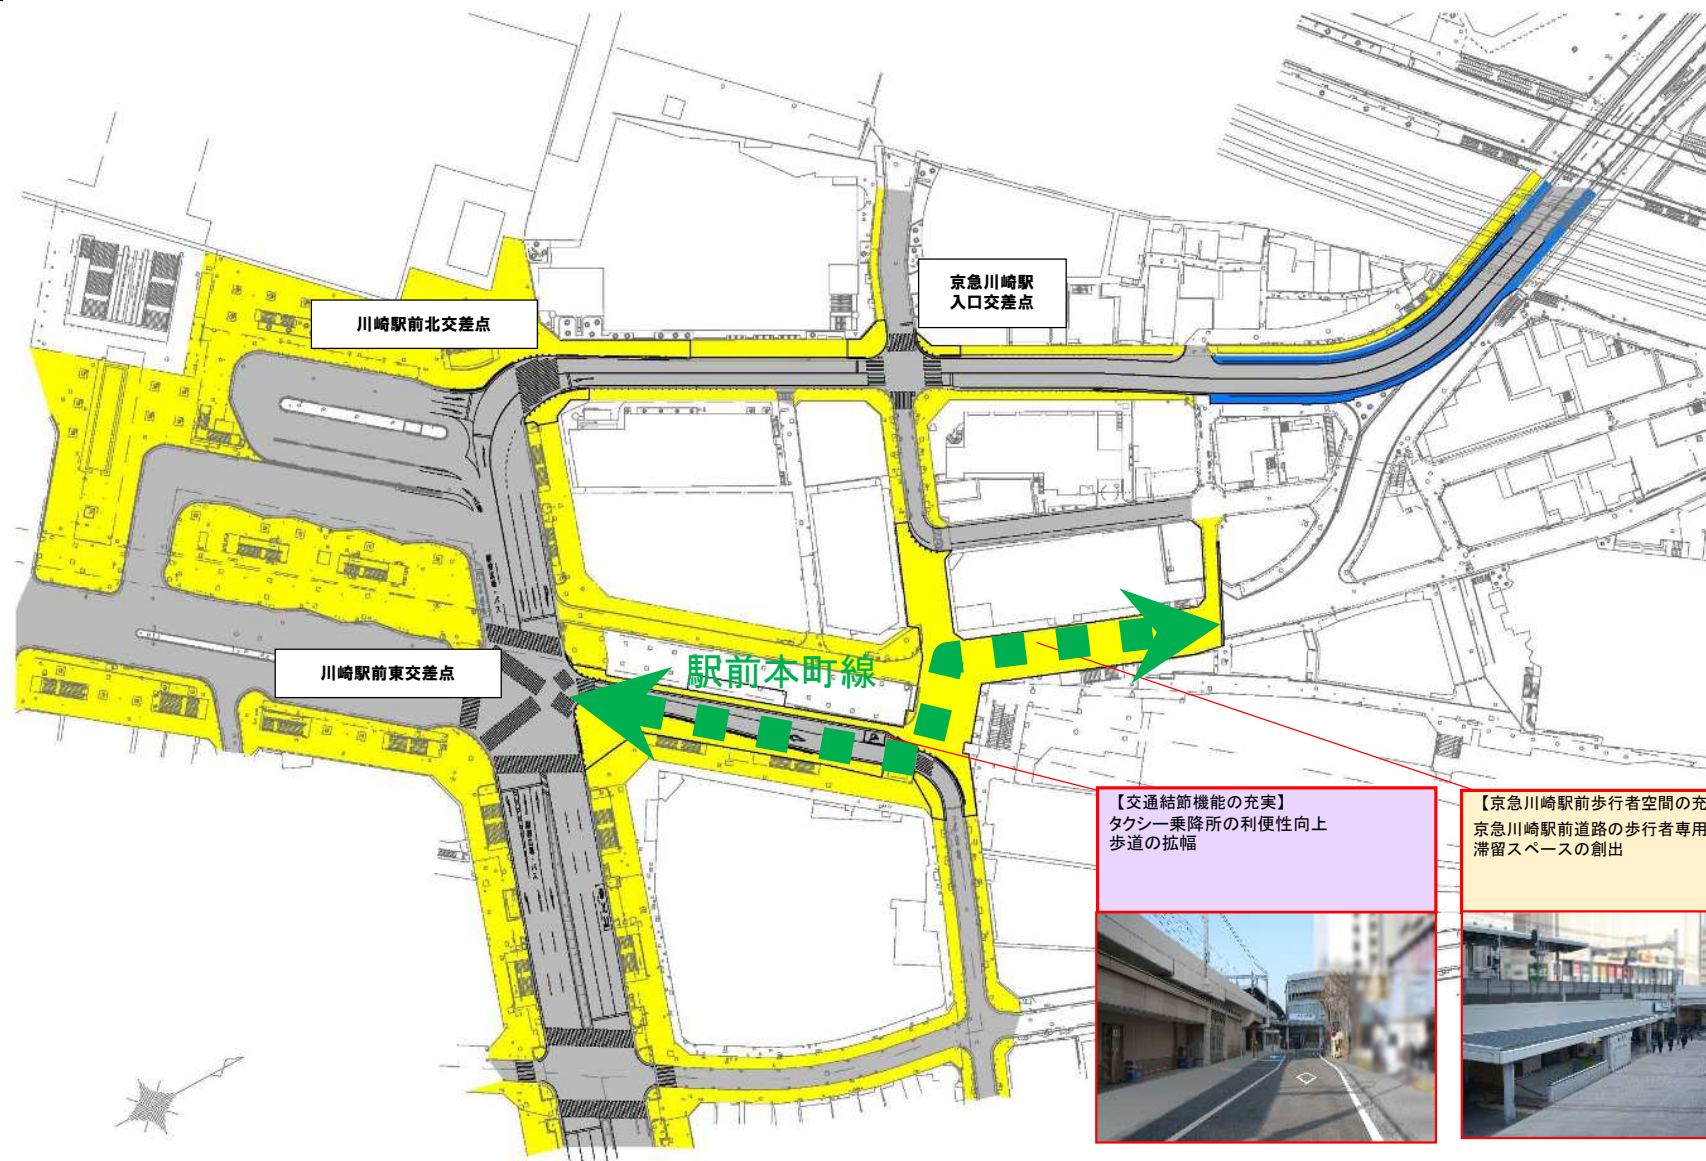 京急川崎駅
入口交差点
川崎駅前北交差点
川崎駅前東交差点
駅前本町線
【交通結節機能の充実】
タクシー乗降所の利便性向上
歩道の拡幅
【京急川崎駅前歩行者空間の充
京急川崎駅前道路の歩行者専用
滞留スペースの創出